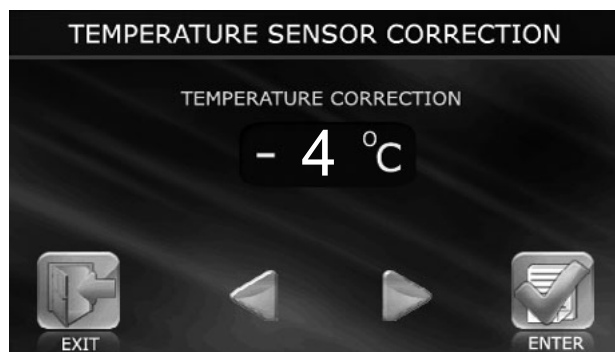 TEMPERATURE SENSOR CORRECTION
TEMPERATURE CORRECTION
- 4 °C
EXIT
ENTER